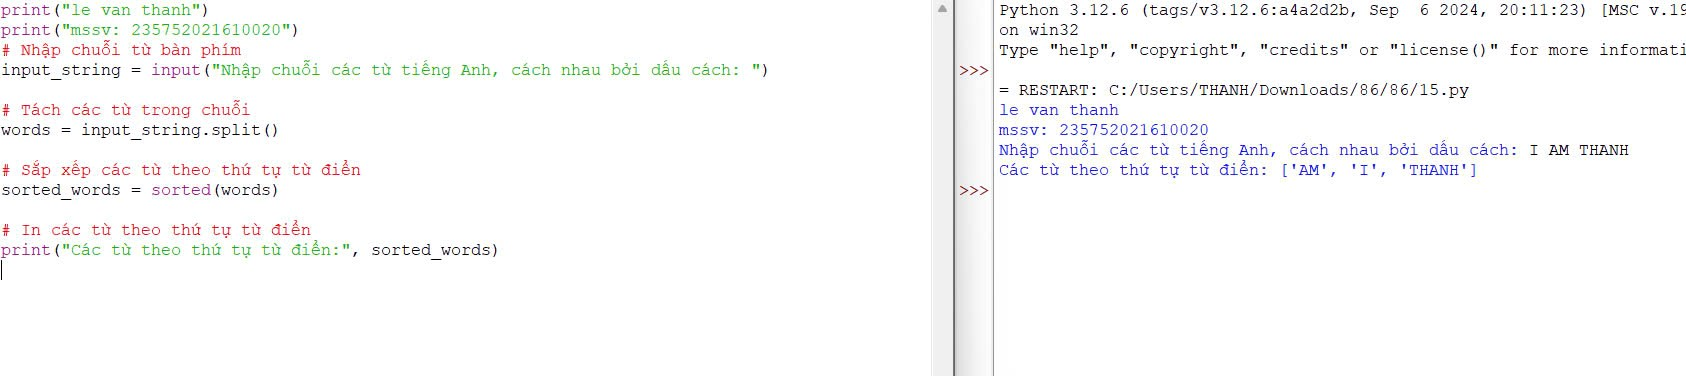 print("le van thanh")
print("mssv: 235752021610020")
# Nhập chuỗi từ bàn phím
input_string = input("Nhập chuỗi các từ tiếng Anh, cách nhau bởi dấu cách: ")
# Tách các từ trong chuỗi
words = input_string.split()
# Sắp xếp các từ theo thứ tự từ điển
sorted_words = sorted(words)
# In các từ theo thứ tự từ điển
print("Các từ theo thứ tự từ điển:", sorted_words)
Python 3.12.6 (tags/v3.12.6:a4a2d2b, Sep  6 2024, 20:11:23) [MSC v.19
on win32
Type "help", "copyright", "credits" or "license()" for more informati
>>>
= RESTART: C:/Users/THANH/Downloads/86/86/15.py
le van thanh
mssv: 235752021610020
Nhập chuỗi các từ tiếng Anh, cách nhau bởi dấu cách: I AM THANH
Các từ theo thứ tự từ điển: ['AM', 'I', 'THANH']
>>>